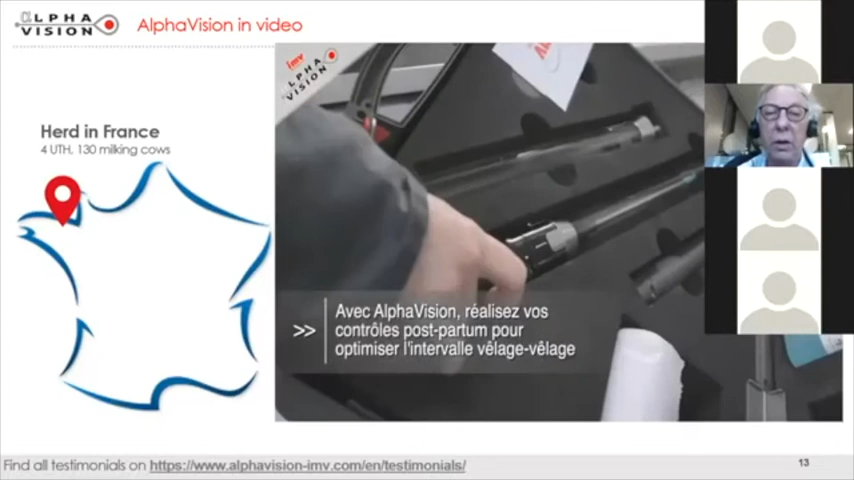 αLPHA
VISION
AlphaVision in video
imv
ALPHA
VISION
Herd in France
4 UTH, 130 milking cows
>> Avec AlphaVision, réalisez vos
contrôles post-partum pour
optimiser l'intervalle vêlage-vêlage
Find all testimonials on https://www.alphavision-imv.com/en/testimonials/
13